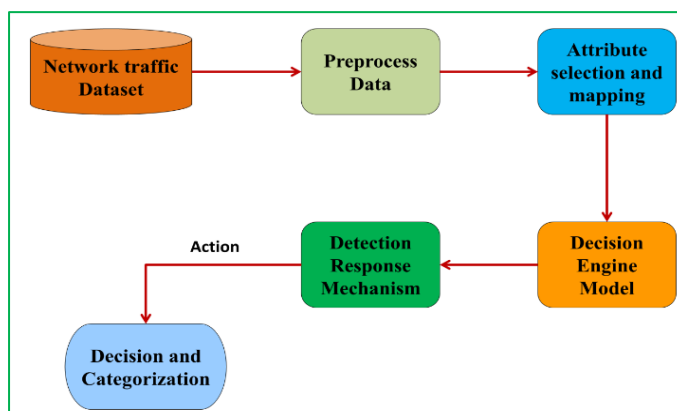 Network traffic
Dataset
Preprocess
Data
Attribute
selection and
mapping
Action
Detection
Response
Mechanism
Decision
Engine
Model
Decision and
Categorization